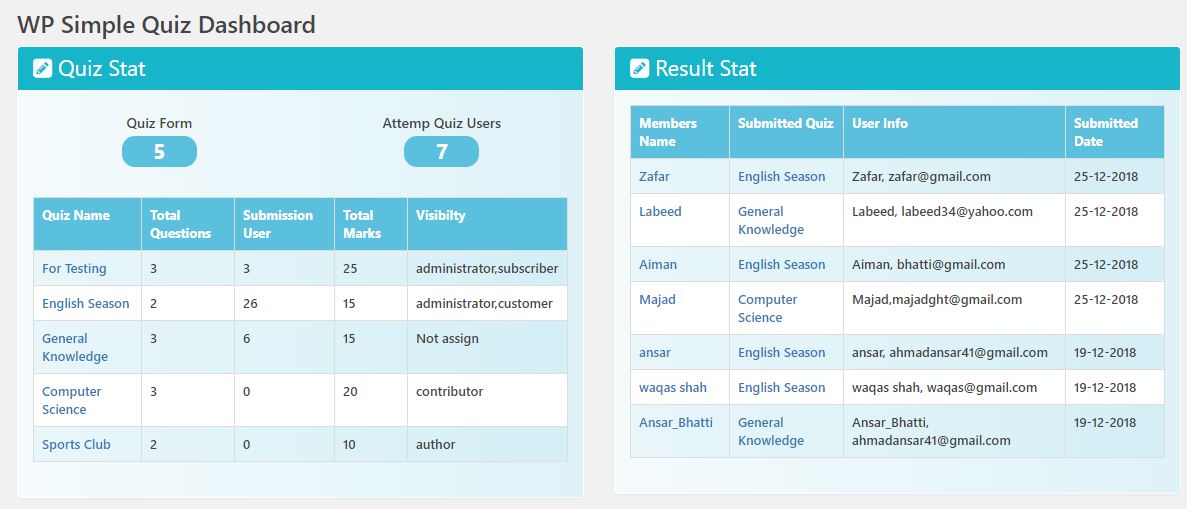 WP Simple Quiz Dashboard
Quiz Stat
Quiz Form
Attemp Quiz Users
5
7
Quiz Name Total Questions Submission User Total Marks Visibilty
For Testing 3 3 25 administrator,subscriber
English Season 2 26 15 administrator,customer
General Knowledge 3 6 15 Not assign
Computer Science 3 0 20 contributor
Sports Club 2 0 10 author
Result Stat
Members Name Submitted Quiz User Info Submitted Date
Zafar English Season Zafar, zafar@gmail.com 25-12-2018
Labeed General Knowledge Labeed, labeed34@yahoo.com 25-12-2018
Aiman English Season Aiman, bhatti@gmail.com 25-12-2018
Majad Computer Science Majad,majadght@gmail.com 25-12-2018
ansar English Season ansar, ahmadansar41@gmail.com 19-12-2018
waqas shah English Season waqas shah, waqas@gmail.com 19-12-2018
Ansar_Bhatti General Knowledge Ansar_Bhatti, ahmadansar41@gmail.com 19-12-2018